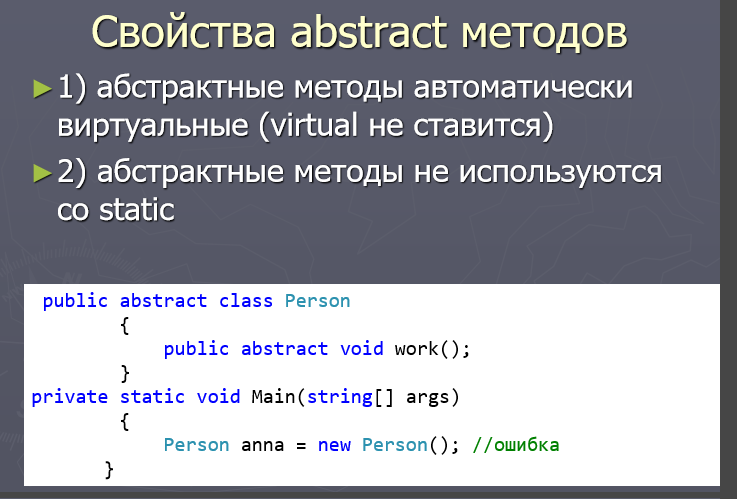 Свойства abstract методов
►1) абстрактные методы автоматически
виртуальные (virtual не ставится)
►2) абстрактные методы не используются
со static
public abstract class Person
{
public abstract void work();
}
private static void Main(string[] args)
{
Person anna = new Person(); //ошибка
}